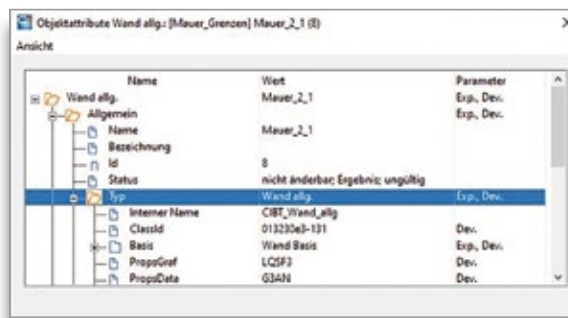 Objektattribute Wand allg.: [Mauer_Grenzen] Mauer_2_1 (8)
Ansicht
Name Wert Parameter
Wand allg. Mauer_2_1 Exp., Dev.
Allgemein Exp., Dev.
Name Mauer_2_1
Bezeichnung
Id 8
Status nicht änderbar; Ergebnis; ungültig
Typ Wand allg. Exp., Dev.
Interner Name CIBT_Wand_allg
ClassId 013230e3-131 Dev.
Basis Wand Basis Exp., Dev.
PropsGraf LQSF3 Dev.
PropsData G3AN Dev.